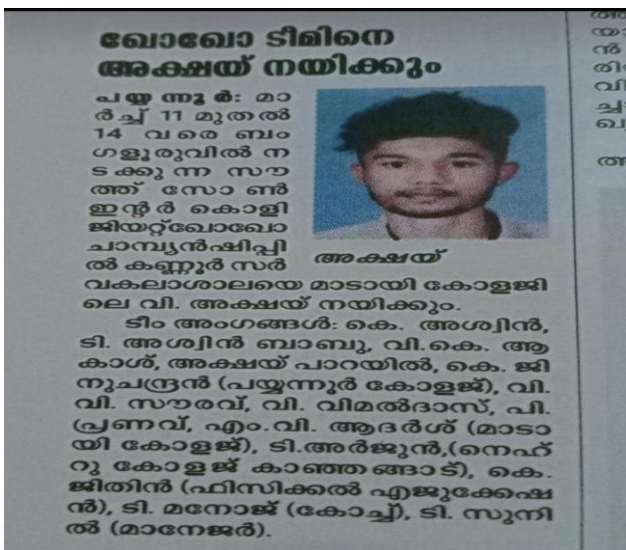 ഖോഖോ ടീമിനെ
അക്ഷയ് നയിക്കും
പയ്യന്നൂർ: മാ
ർച്ച് 11 മുതൽ
14 വരെ ബം
ഗളൂരുവിൽ ന
ടക്കുന്ന സൗ
ത്ത് സോൺ
ഇന്റർ കൊളി
ജിയറ്റ്ഖോഖോ
ചാമ്പ്യൻഷിപ്പി
ൽ കണ്ണൂർ സർ
അക്ഷയ്
വകലാശാലയെ മാടായി കോളജി
ലെ വി. അക്ഷയ് നയിക്കും.
ടീം അംഗങ്ങൾ: കെ. അശ്വിൻ,
ടി. അശ്വിൻ ബാബു, വി.കെ. ആ
കാശ്, അക്ഷയ് പാറയിൽ, കെ. ജി
നുചന്ദ്രൻ (പയ്യന്നൂർ കോളജ്), വി.
വി. സൗരവ്, വി. വിമൽദാസ്, പി.
പ്രണവ്, എം.വി. ആദർശ് (മാടാ
യി കോളജ്), ടി.അർജുൻ,(നെഹ്
റു കോളജ് കാഞ്ഞങ്ങാട്), കെ.
ജിതിൻ (ഫിസിക്കൽ എജുക്കേഷ
ൻ), ടി. മനോജ് (കോച്ച്), ടി. സുനി
ൽ (മാനേജർ).